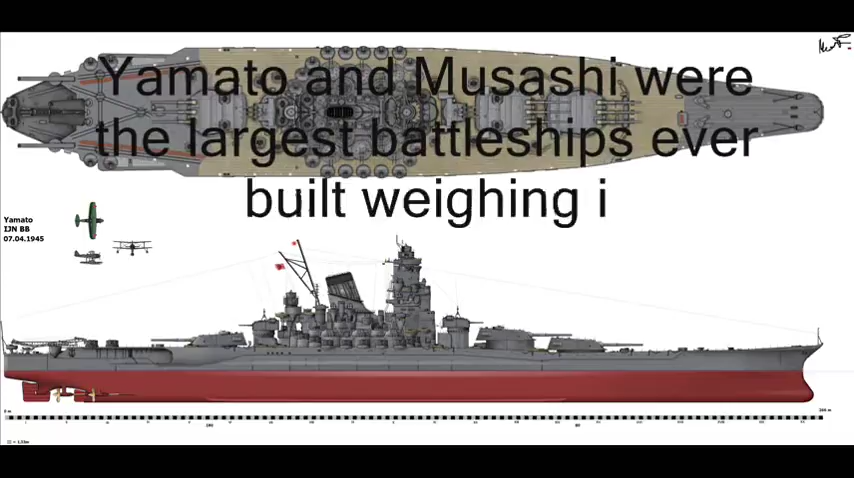 Yamato and Musashi were
the largest battleships ever
built weighing i
Yamato
IJN BB
07.04.1945